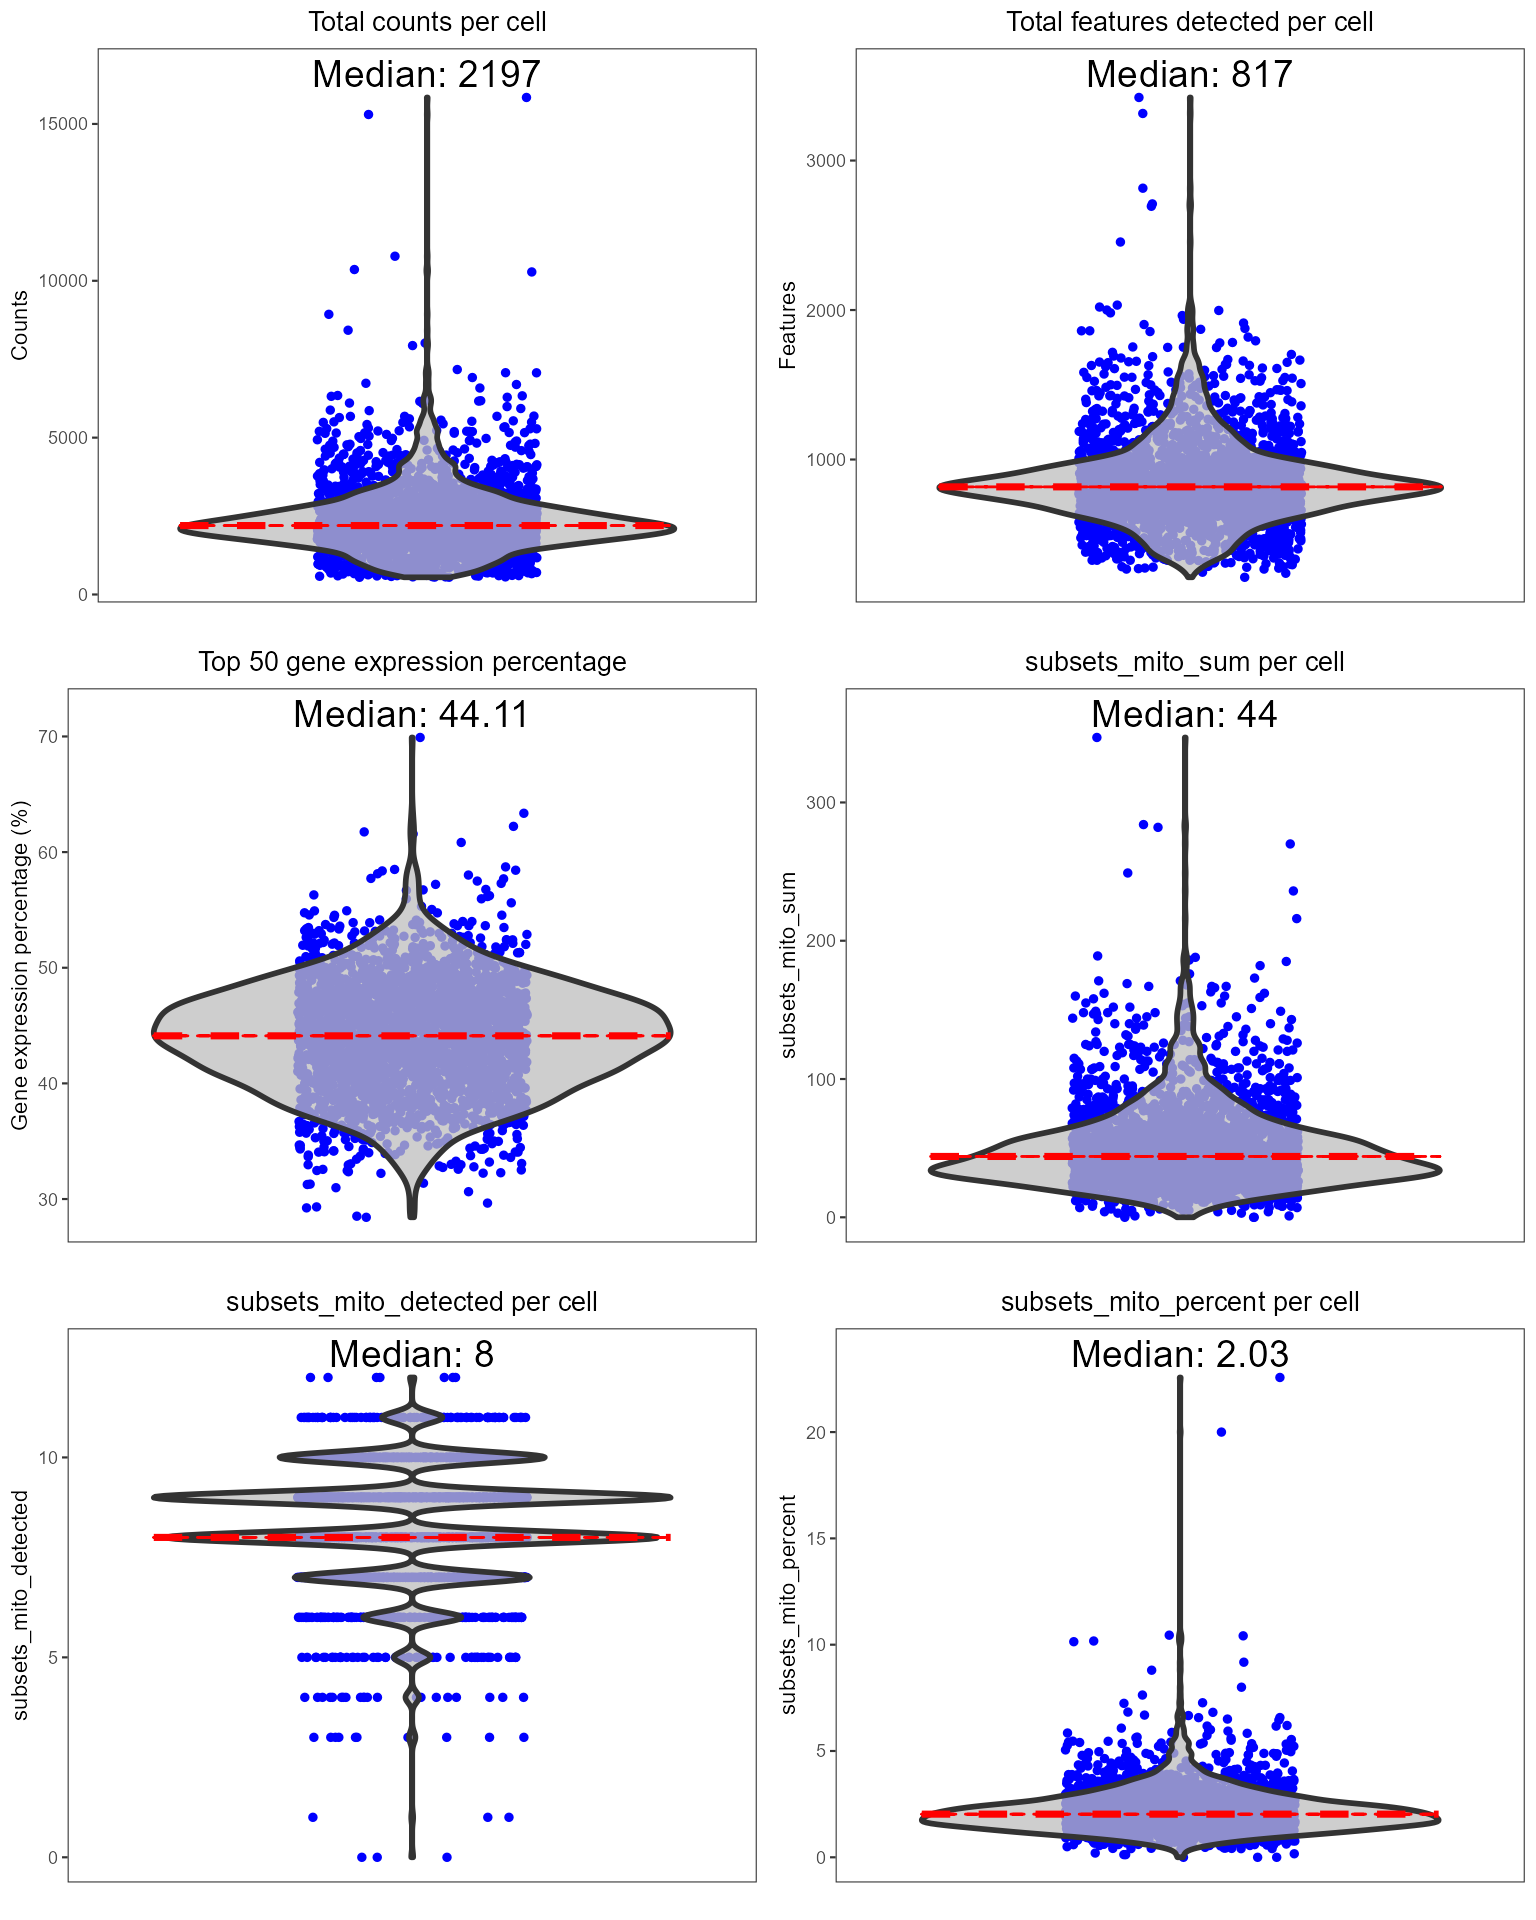 Total counts per cell
Median: 2197
15000
10000
5000
0
Counts
Total features detected per cell
Median: 817
3000
2000
1000
Features
Top 50 gene expression percentage
Median: 44.11
70
60
50
40
30
Gene expression percentage (%)
subsets_mito_sum per cell
Median: 44
300
200
100
0
subsets_mito_sum
subsets_mito_detected per cell
Median: 8
10
5
0
subsets_mito_detected
subsets_mito_percent per cell
Median: 2.03
20
15
10
5
0
subsets_mito_percent